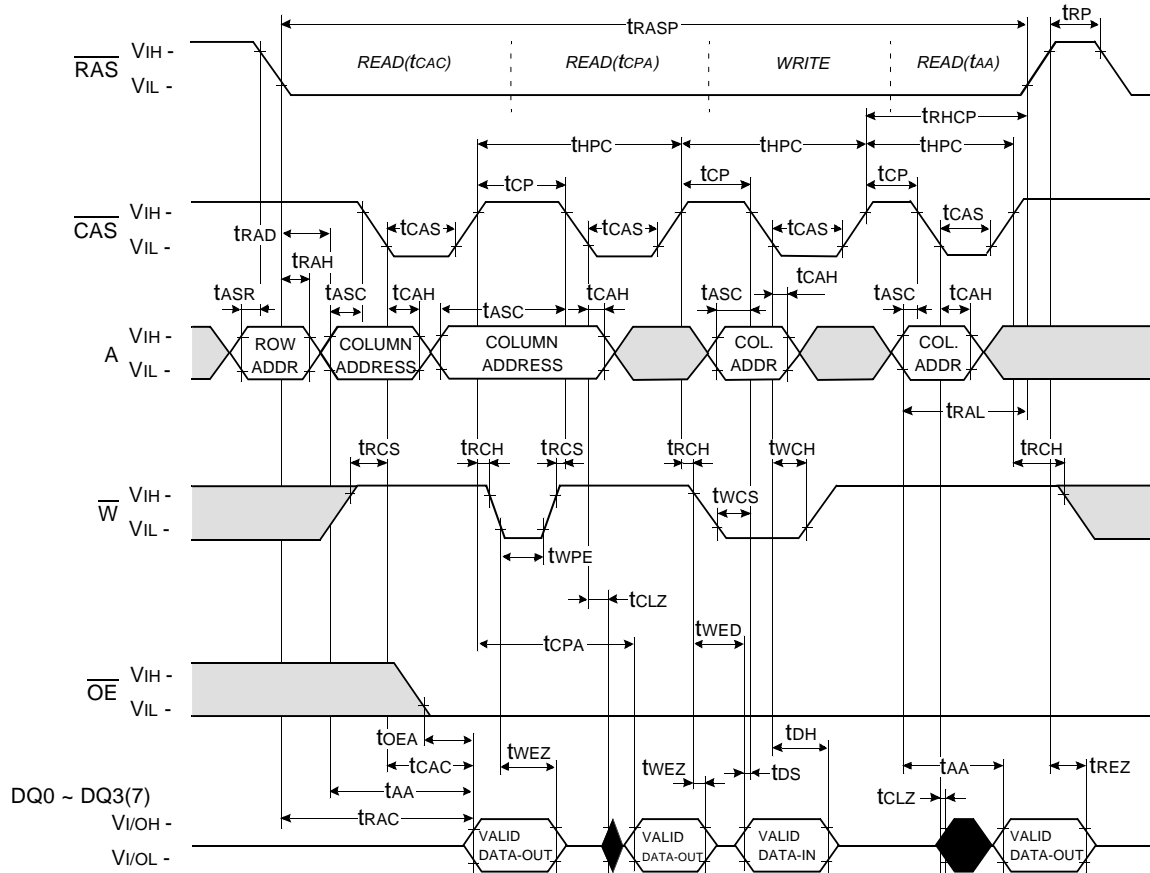 tRASP
tRP
VIH -
RAS
VIL -
READ(tCAC)
READ(tCPA)
WRITE
READ(tAA)
tRHCP
tHPC
tHPC
tHPC
tCP
tCP
tCP
VIH -
CAS
VIL -
tCAS
tCAS
tCAS
tCAS
tRAD
tRAH
tCAH
tASR
tASC
tCAH
tASC
tCAH
tASC
tASC
tCAH
VIH -
A
VIL -
ROW
ADDR
COLUMN
ADDRESS
COLUMN
ADDRESS
COL.
ADDR
COL.
ADDR
tRAL
tRCS
tRCH
tRCS
tRCH
tWCH
tRCH
VIH -
W
VIL -
tWCS
tWPE
tCLZ
tCPA
tWED
VIH -
OE
VIL -
tOEA
tCAC
tAA
tRAC
tWEZ
tWEZ
tDH
tDS
tCLZ
tAA
tREZ
DQ0 ~ DQ3(7)
VI/OH -
VI/OL -
VALID
DATA-OUT
VALID
DATA-OUT
VALID
DATA-IN
VALID
DATA-OUT